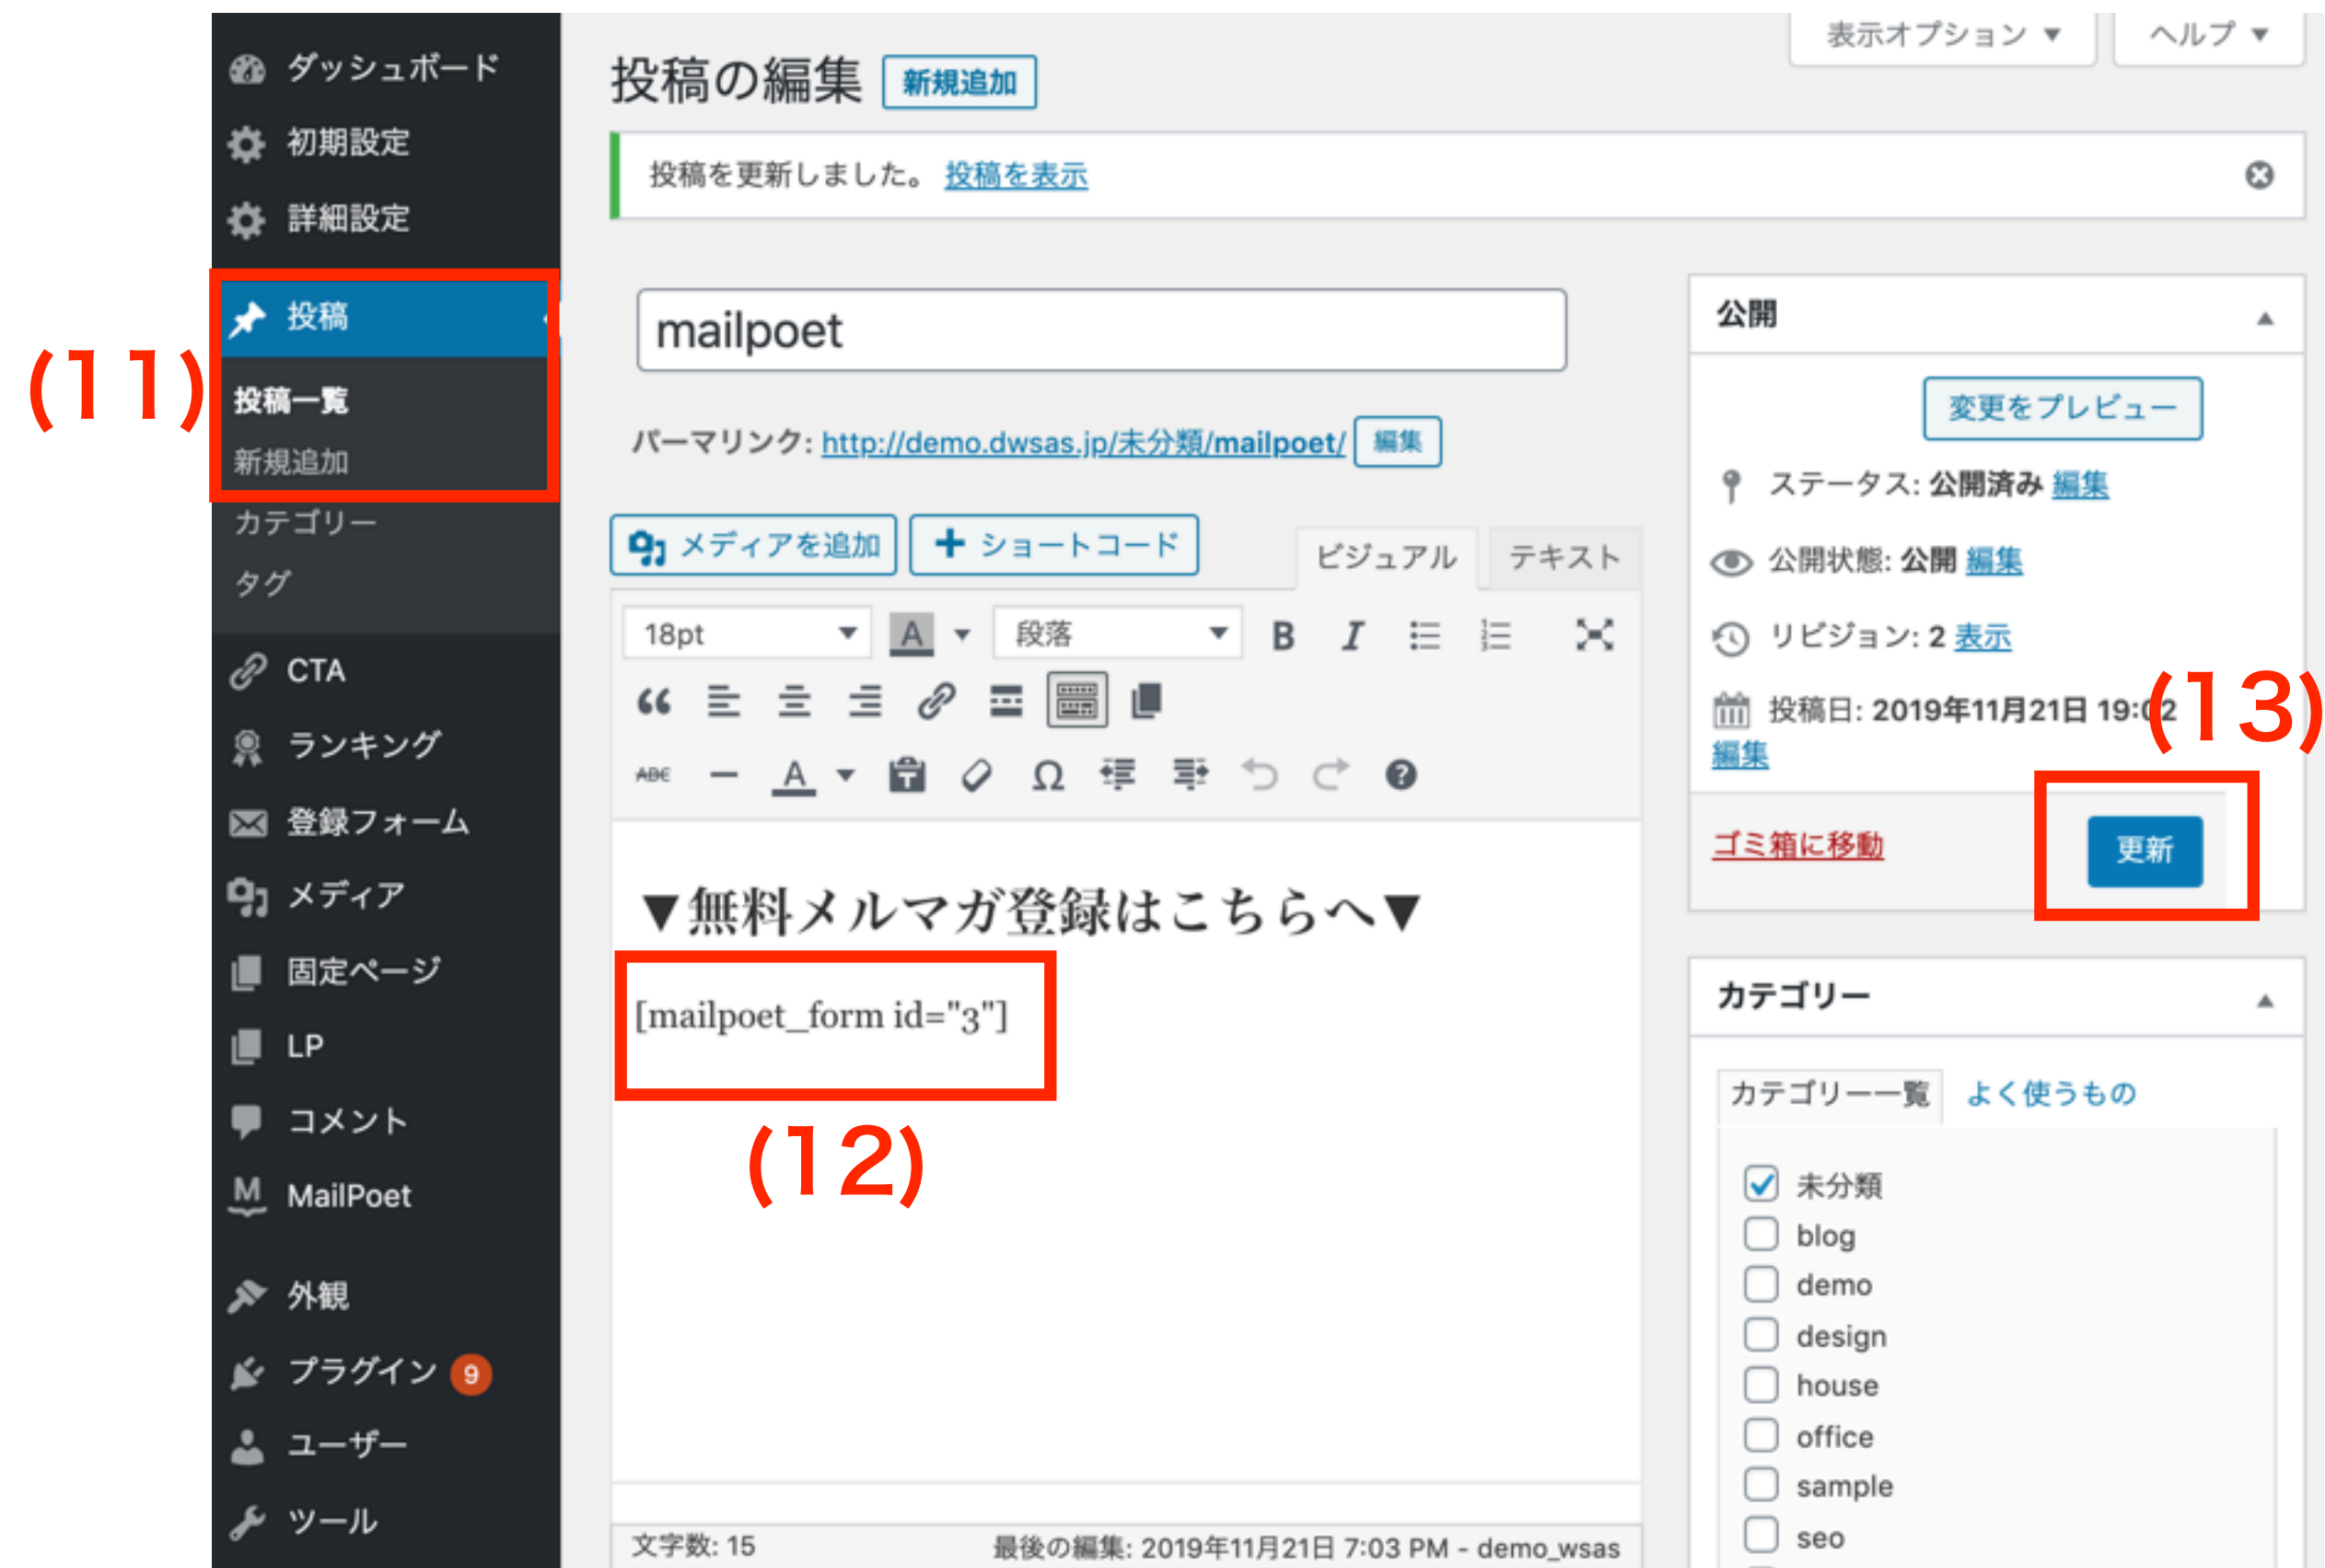 ダッシュボード
初期設定
詳細設定
(11)
投稿
投稿一覧
新規追加
カテゴリー
タグ
CTA
ランキング
登録フォーム
メディア
固定ページ
LP
コメント
MailPoet
外観
プラグイン 9
ユーザー
ツール
表示オプション ▼
ヘルプ ▼
投稿の編集 新規追加
投稿を更新しました。 投稿を表示
mailpoet
パーマリンク: http://demo.dwsas.jp/未分類/mailpoet/ 編集
メディアを追加 ショートコード ビジュアル テキスト
18pt A 段落 B I
ABE A Ω
▼無料メルマガ登録はこちらへ▼
[mailpoet_form id="3"]
(12)
文字数: 15 最後の編集: 2019年11月21日 7:03 PM - demo_wsas
公開
変更をプレビュー
ステータス: 公開済み 編集
公開状態: 公開 編集
リビジョン: 2 表示
投稿日: 2019年11月21日 19:02
編集
(13)
ゴミ箱に移動 更新
カテゴリー
カテゴリー一覧 よく使うもの
未分類
blog
demo
design
house
office
sample
seo